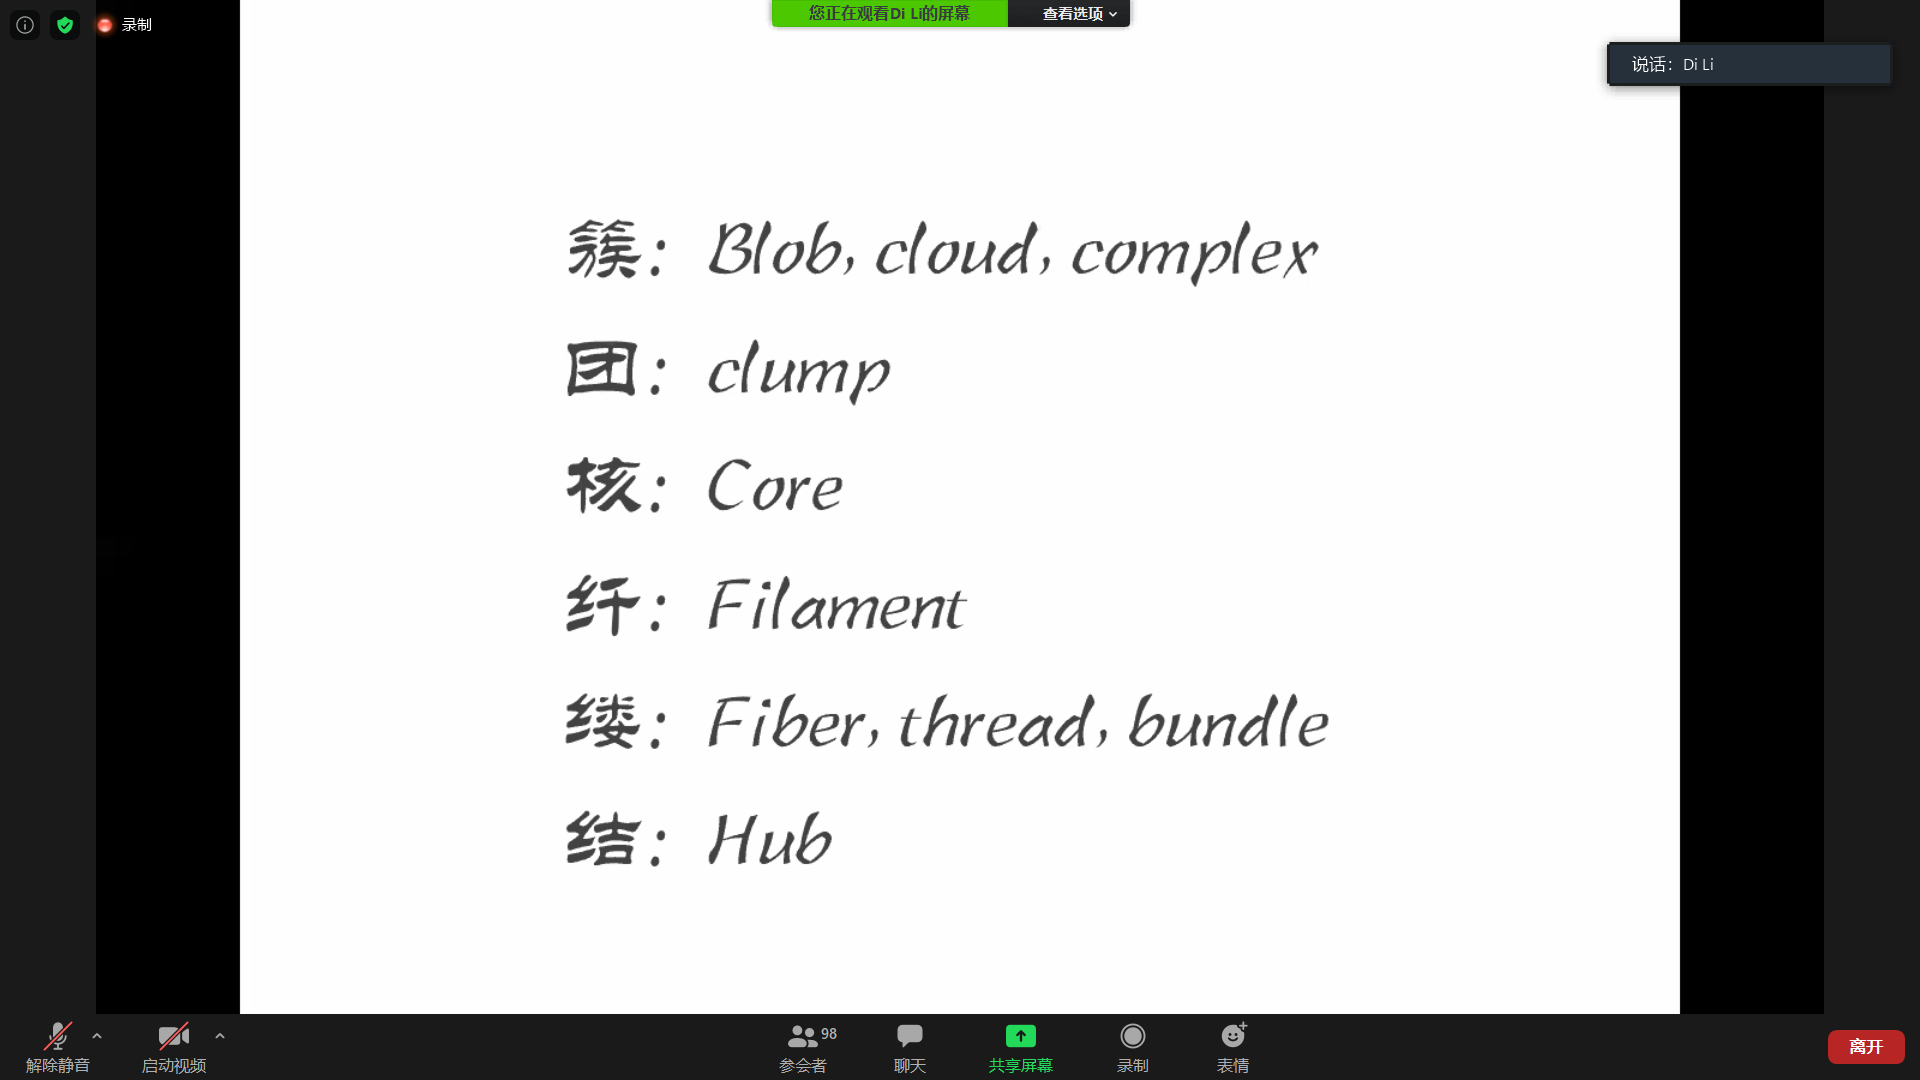 录制
您正在观看Di Li的屏幕 查看选项
说话: Di Li
簇: Blob, cloud, complex
团: clump
核: Core
纤: Filament
缕: Fiber, thread, bundle
结: Hub
解除静音 启动视频 参会者 98 聊天 共享屏幕 录制 表情 离开